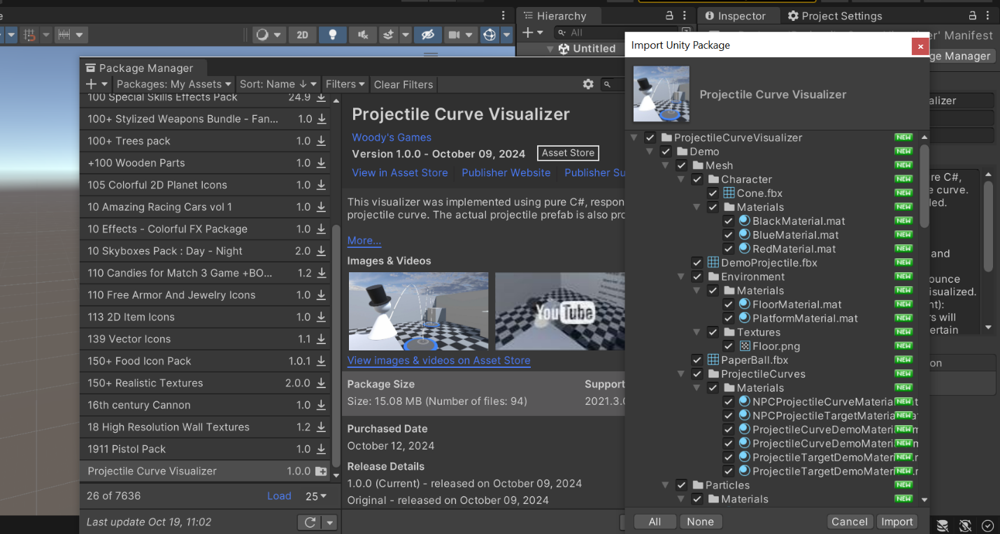 Hierarchy
Inspector
Project Settings
2D
All
Untitled
' Manifest
Package Manager
Packages: My Assets
Sort: Name ↓
Filters
Clear Filters
100 Special Skills Effects Pack 24.9
100+ Stylized Weapons Bundle - Fan... 1.0
100+ Trees pack 1.0
+100 Wooden Parts 1.0
105 Colorful 2D Planet Icons 1.0
10 Amazing Racing Cars vol 1 1.0
10 Effects - Colorful FX Package 1.0
10 Skyboxes Pack : Day - Night 2.0
110 Candies for Match 3 Game +BO... 1.2
110 Free Armor And Jewelry Icons 1.0
113 2D Item Icons 1.0
139 Vector Icons 1.1
150+ Food Icon Pack 1.0.1
150+ Realistic Textures 2.0.0
16th century Cannon 1.0
18 High Resolution Wall Textures 1.2
1911 Pistol Pack 1.0
Projectile Curve Visualizer 1.0.0
26 of 7636 Load 25
Last update Oct 19, 11:02
Projectile Curve Visualizer
Woody's Games
Version 1.0.0 - October 09, 2024 Asset Store
View in Asset Store Publisher Website Publisher Su
This visualizer was implemented using pure C#, respon
projectile curve. The actual projectile prefab is also pro
More...
Images & Videos
YouTube
View images & videos on Asset Store
Package Size
Size: 15.08 MB (Number of files: 94)
Support
2021.3.0
Purchased Date
October 12, 2024
Release Details
1.0.0 (Current) - released on October 09, 2024
Original - released on October 09, 2024
Import Unity Package
Projectile Curve Visualizer
ProjectileCurveVisualizer NEW
Demo NEW
Mesh NEW
Character NEW
Cone.fbx NEW
Materials NEW
BlackMaterial.mat NEW
BlueMaterial.mat NEW
RedMaterial.mat NEW
DemoProjectile.fbx NEW
Environment NEW
Materials NEW
FloorMaterial.mat NEW
PlatformMaterial.mat NEW
Textures NEW
Floor.png NEW
PaperBall.fbx NEW
ProjectileCurves NEW
Materials NEW
NPCProjectileCurveMateria NEW
NPCProjectileTargetMateria NEW
ProjectileCurveDemoMateri NEW
ProjectileCurveDemoMateri NEW
ProjectileTargetDemoMater NEW
ProjectileTargetDemoMater NEW
Particles NEW
Materials NEW
All None Cancel Import
ge Manager
alizer
re C#,
e curve.
led.
and
ounce
isualized.
nt):
rs will
ertain
on